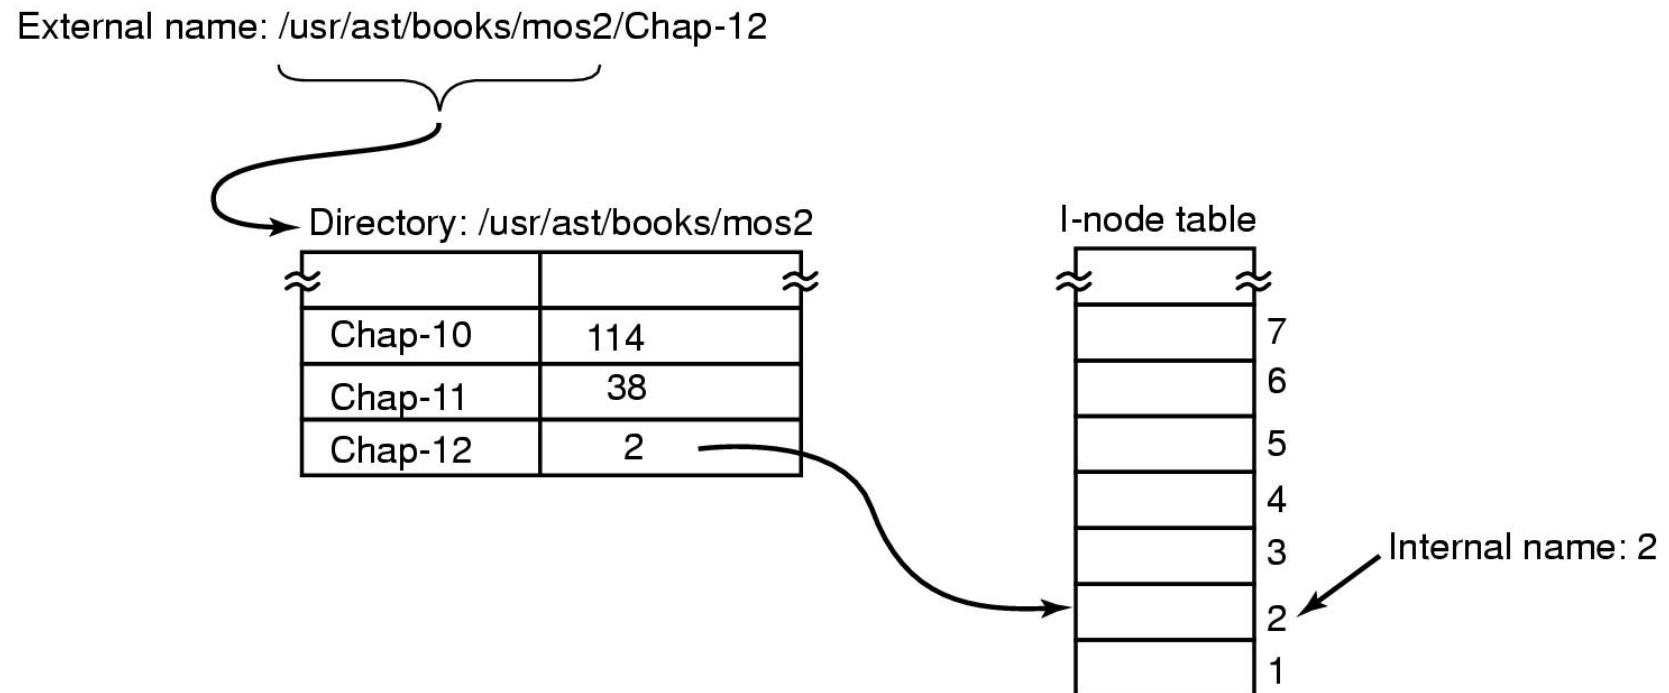 External name: /usr/ast/books/mos2/Chap-12
Directory: /usr/ast/books/mos2
Chap-10 114
Chap-11 38
Chap-12 2
I-node table
7
6
5
4
3
2
1
Internal name: 2